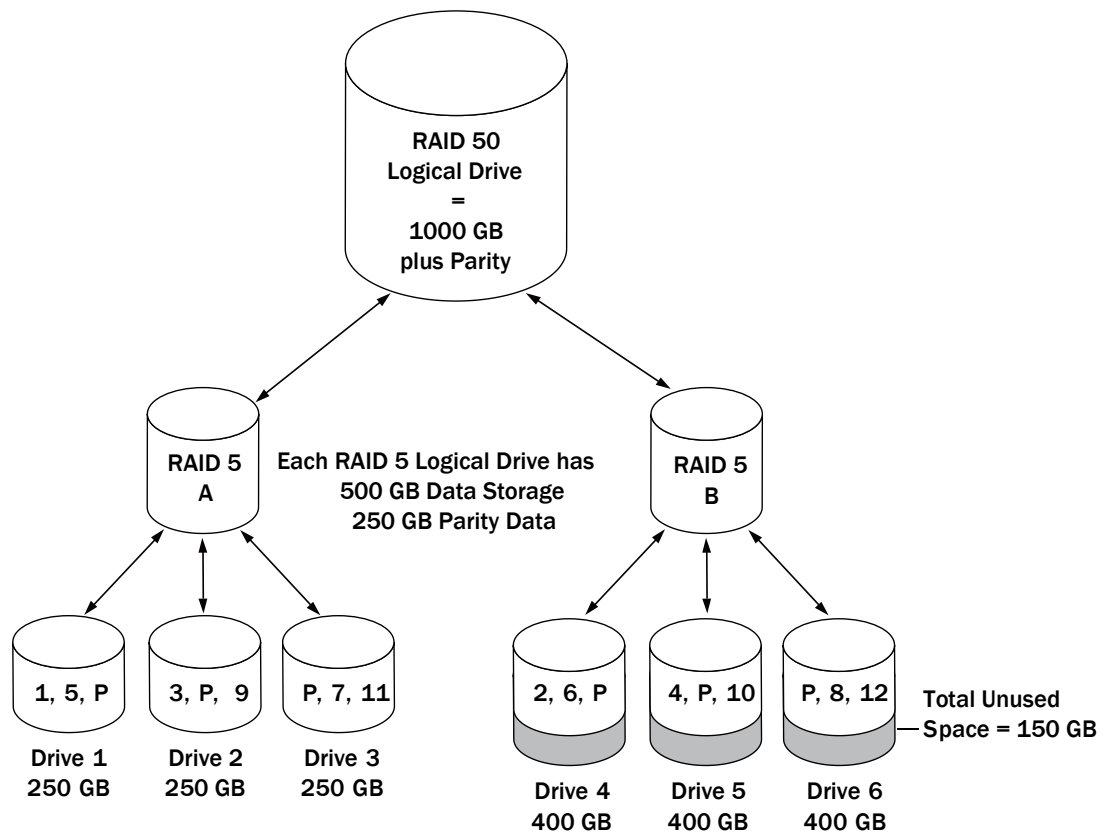 RAID 50
Logical Drive
=
1000 GB
plus Parity
RAID 5
A
Each RAID 5 Logical Drive has
500 GB Data Storage
250 GB Parity Data
RAID 5
B
1, 5, P
3, P, 9
P, 7, 11
2, 6, P
4, P, 10
P, 8, 12
Total Unused
Space = 150 GB
Drive 1
250 GB
Drive 2
250 GB
Drive 3
250 GB
Drive 4
400 GB
Drive 5
400 GB
Drive 6
400 GB